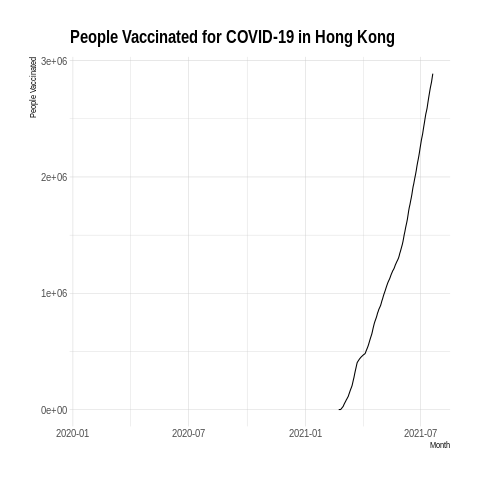 People Vaccinated for COVID-19 in Hong Kong
People Vaccinated
3e+06
2e+06
1e+06
0e+00
2020-01 2020-07 2021-01 2021-07
Month